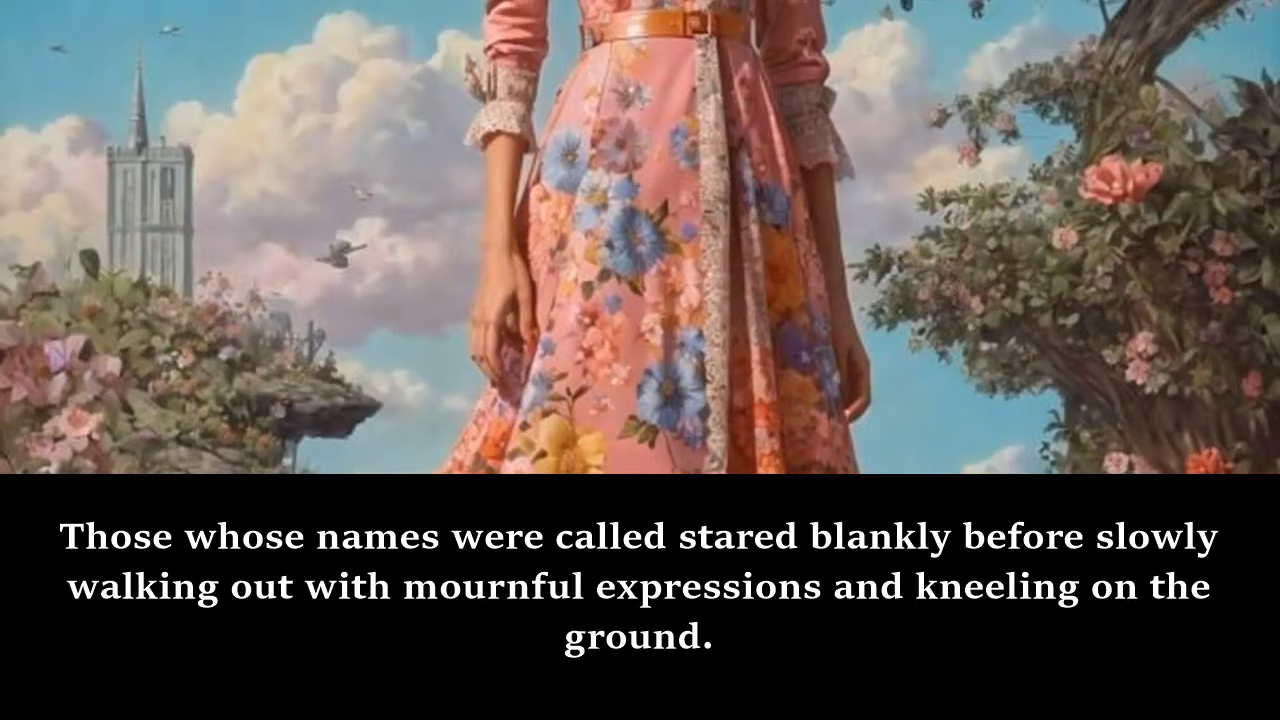 Those whose names were called stared blankly before slowly
walking out with mournful expressions and kneeling on the
ground.